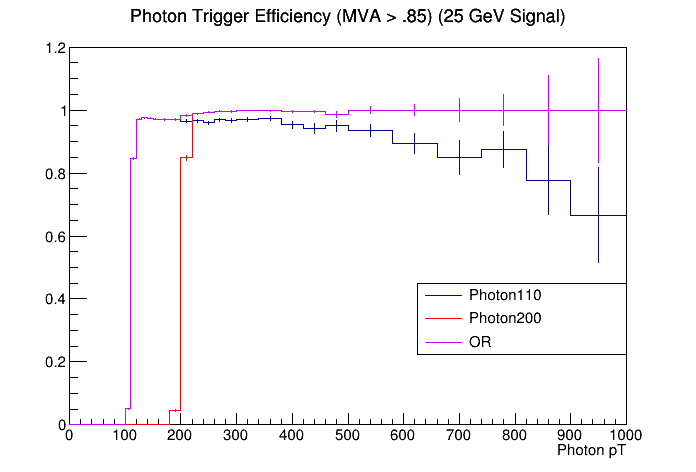 Photon Trigger Efficiency (MVA > .85) (25 GeV Signal)
1.2
1
0.8
0.6
0.4
0.2
0
Photon110
Photon200
OR
0 100 200 300 400 500 600 700 800 900 1000
Photon pT